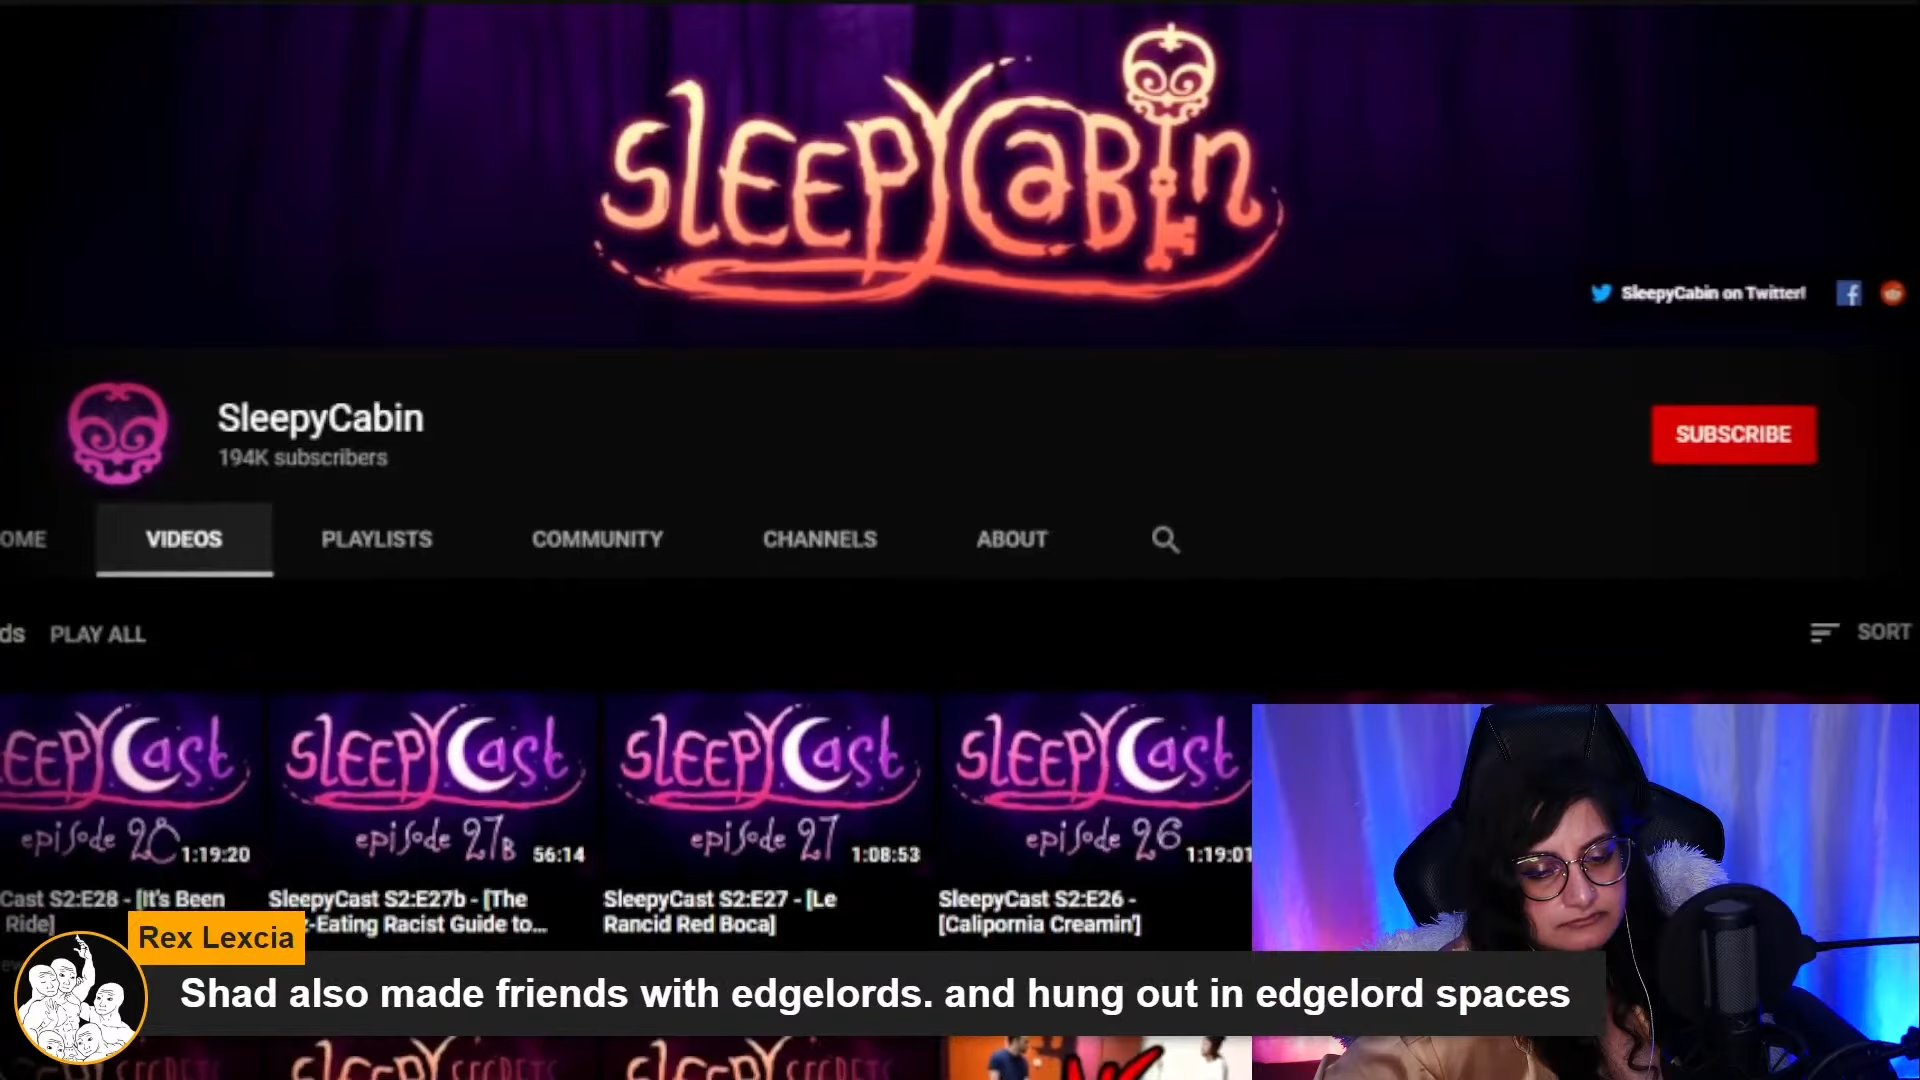 SLEEPYCABIN
SleepyCabin on Twitter!
SleepyCabin
194K subscribers
SUBSCRIBE
OME
VIDEOS
PLAYLISTS
COMMUNITY
CHANNELS
ABOUT
ds
PLAY ALL
SORT
EEPYCast
episode 28
1:19:20
SLEEPYCast
episode 27B
56:14
SLEEPYCast
episode 27
1:08:53
SLEEPYCast
episode 26
1:19:01
Cast S2:E28 - [It's Been
Ride]
SleepyCast S2:E27b - [The
-Eating Racist Guide to...
SleepyCast S2:E27 - [Le
Rancid Red Boca]
SleepyCast S2:E26 -
[Calipornia Creamin']
Rex Lexcia
Shad also made friends with edgelords. and hung out in edgelord spaces